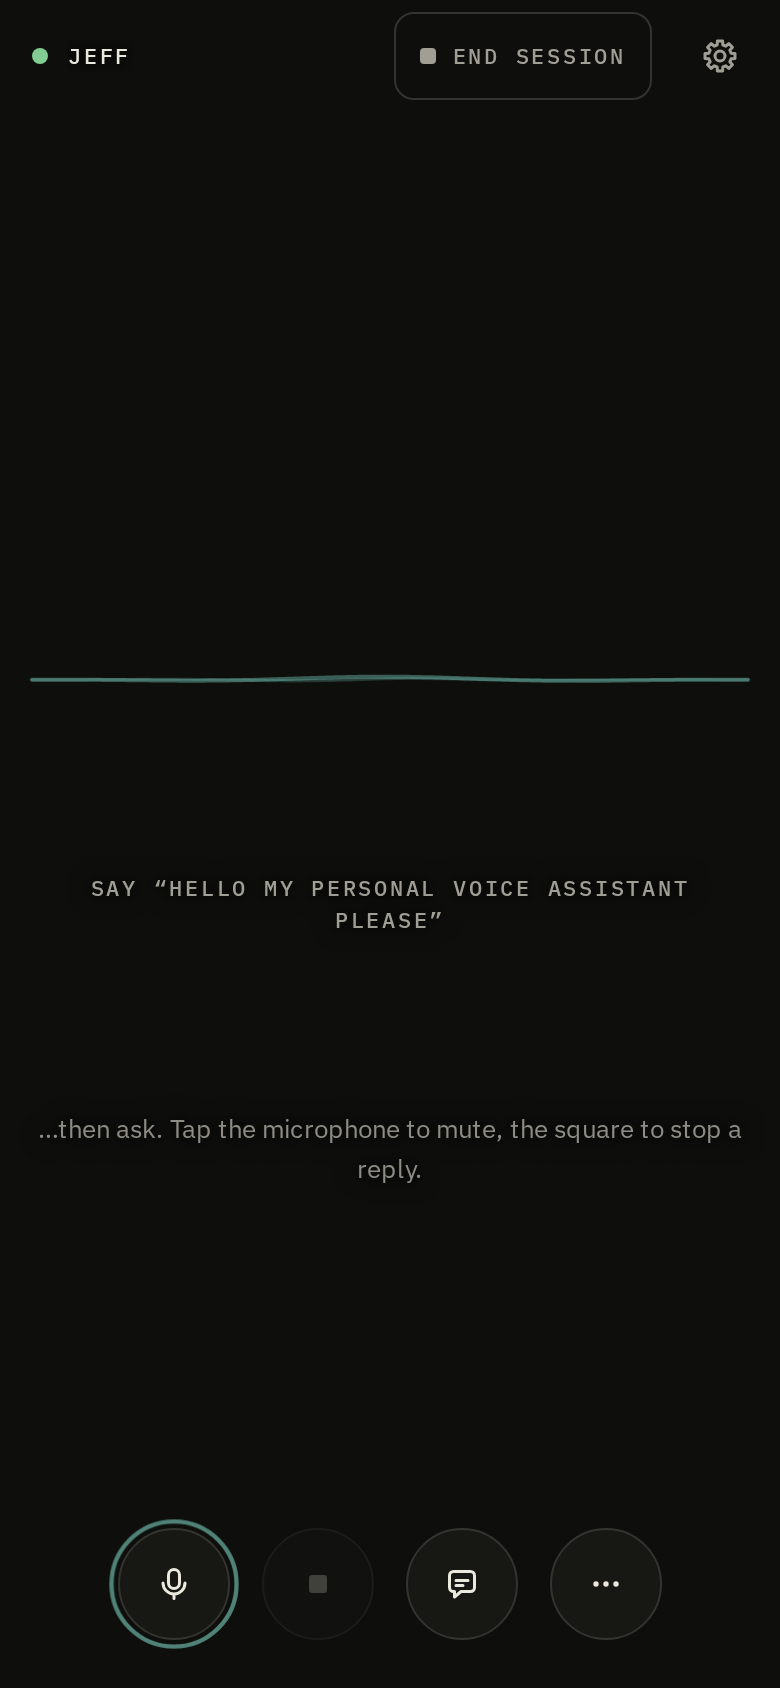 JEFF
END SESSION
SAY “HELLO MY PERSONAL VOICE ASSISTANT
PLEASE”
…then ask. Tap the microphone to mute, the square to stop a
reply.